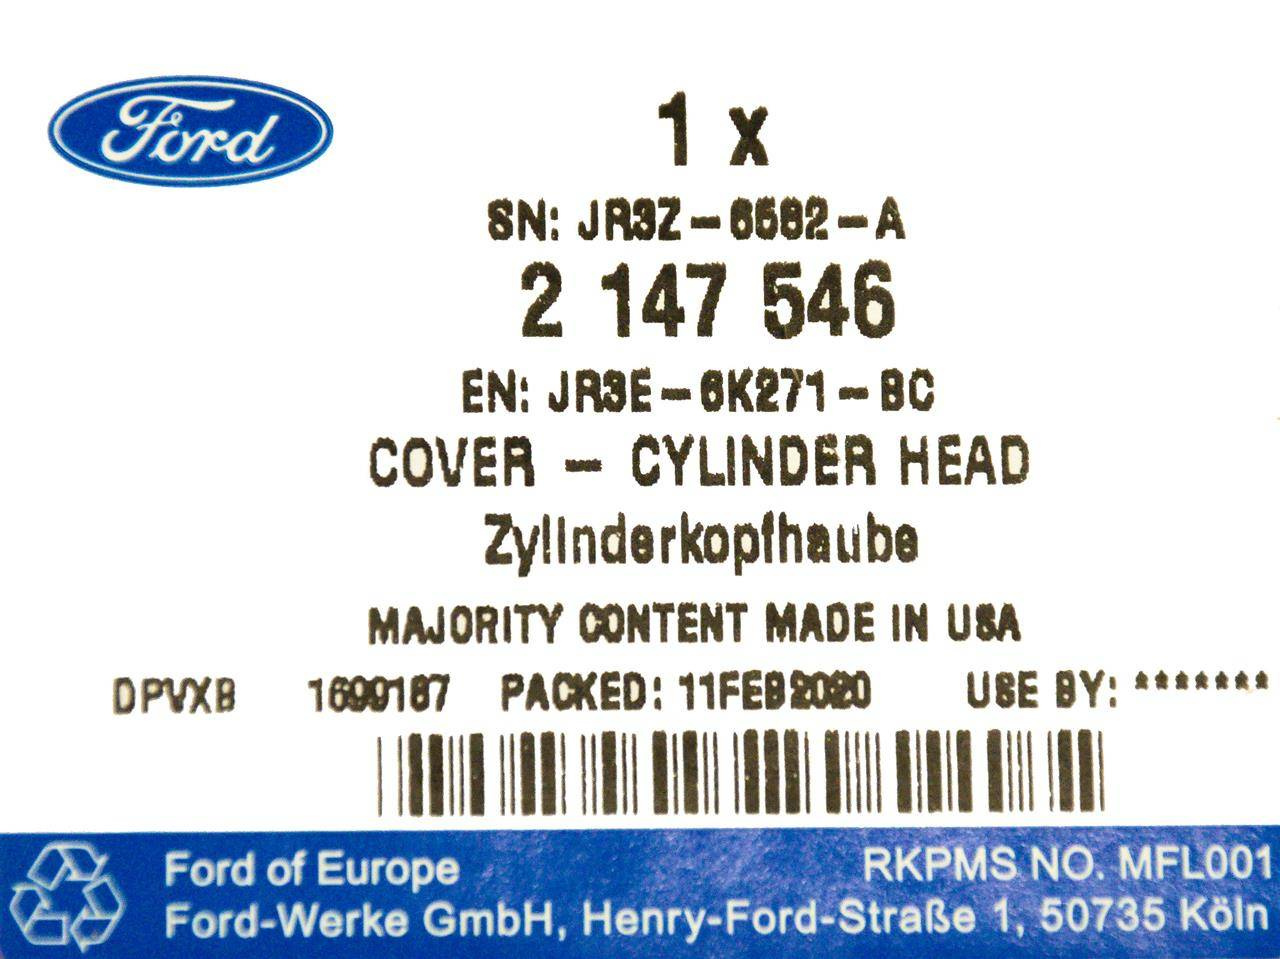 Ford
1 x
SN: JR3Z-6582-A
2 147 546
EN: JR3E-6K271-BC
COVER - CYLINDER HEAD
Zylinderkopfhaube
MAJORITY CONTENT MADE IN USA
DPVXB 1699187 PACKED: 11FEB2020 USE BY: *******
Ford of Europe RKPMS NO. MFL001
Ford-Werke GmbH, Henry-Ford-Straße 1, 50735 Köln